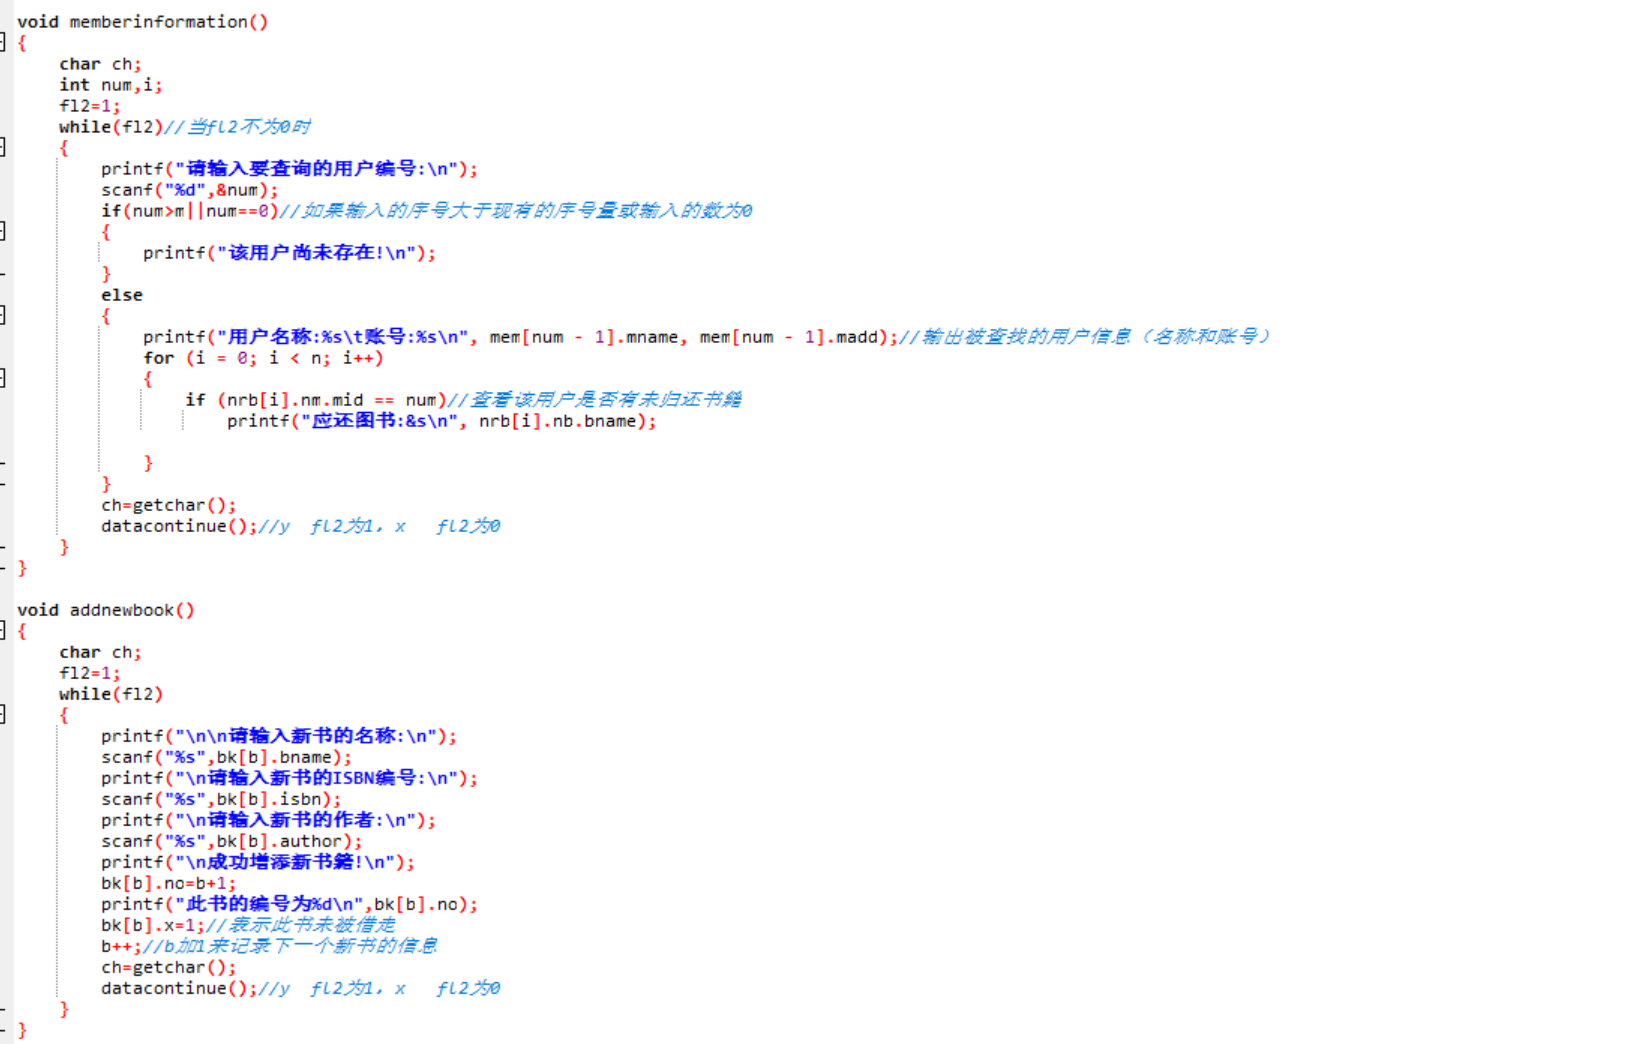 void memberinformation()
{
    char ch;
    int num,i;
    fl2=1;
    while(fl2)//当fl2不为0时
    {
        printf("请输入要查询的用户编号:\n");
        scanf("%d",&num);
        if(num>m||num==0)//如果输入的序号大于现有的序号量或输入的数为0
        {
            printf("该用户尚未存在!\n");
        }
        else
        {
            printf("用户名称:%s\t账号:%s\n", mem[num - 1].mname, mem[num - 1].madd);//输出被查找的用户信息（名称和账号）
            for (i = 0; i < n; i++)
            {
                if (nrb[i].nm.mid == num)//查看该用户是否有未归还书籍
                    printf("应还图书:&s\n", nrb[i].nb.bname);
            }
        }
        ch=getchar();
        datacontinue();//y  fl2为1，x   fl2为0
    }
}
void addnewbook()
{
    char ch;
    fl2=1;
    while(fl2)
    {
        printf("\n\n请输入新书的名称:\n");
        scanf("%s",bk[b].bname);
        printf("\n请输入新书的ISBN编号:\n");
        scanf("%s",bk[b].isbn);
        printf("\n请输入新书的作者:\n");
        scanf("%s",bk[b].author);
        printf("\n成功增添新书籍!\n");
        bk[b].no=b+1;
        printf("此书的编号为%d\n",bk[b].no);
        bk[b].x=1;//表示此书未被借走
        b++;//b加1来记录下一个新书的信息
        ch=getchar();
        datacontinue();//y  fl2为1，x   fl2为0
    }
}